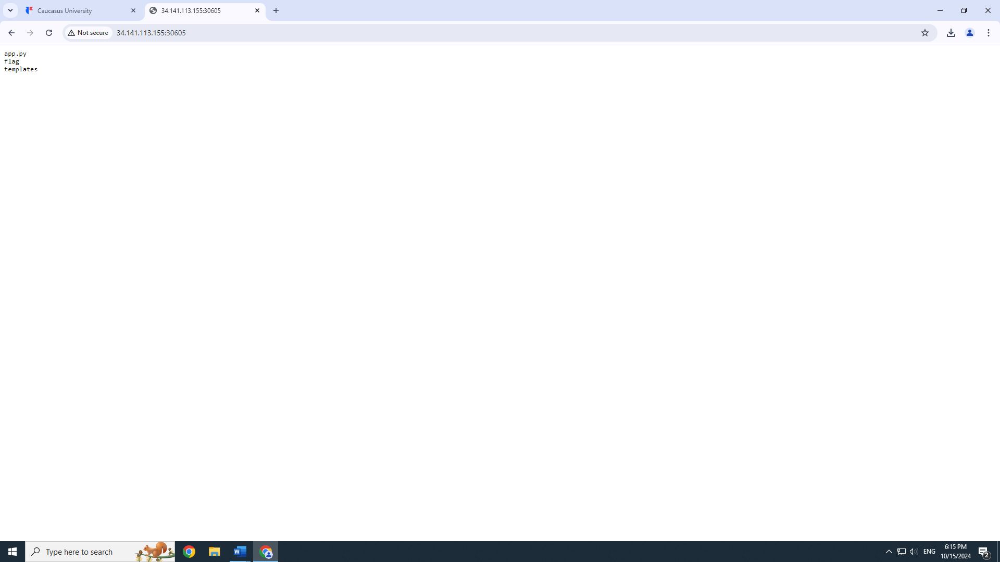 Caucasus University
34.141.113.155:30605
Not secure
34.141.113.155:30605
app.py
flag
templates
Type here to search
W
ENG
6:15 PM
10/15/2024
2